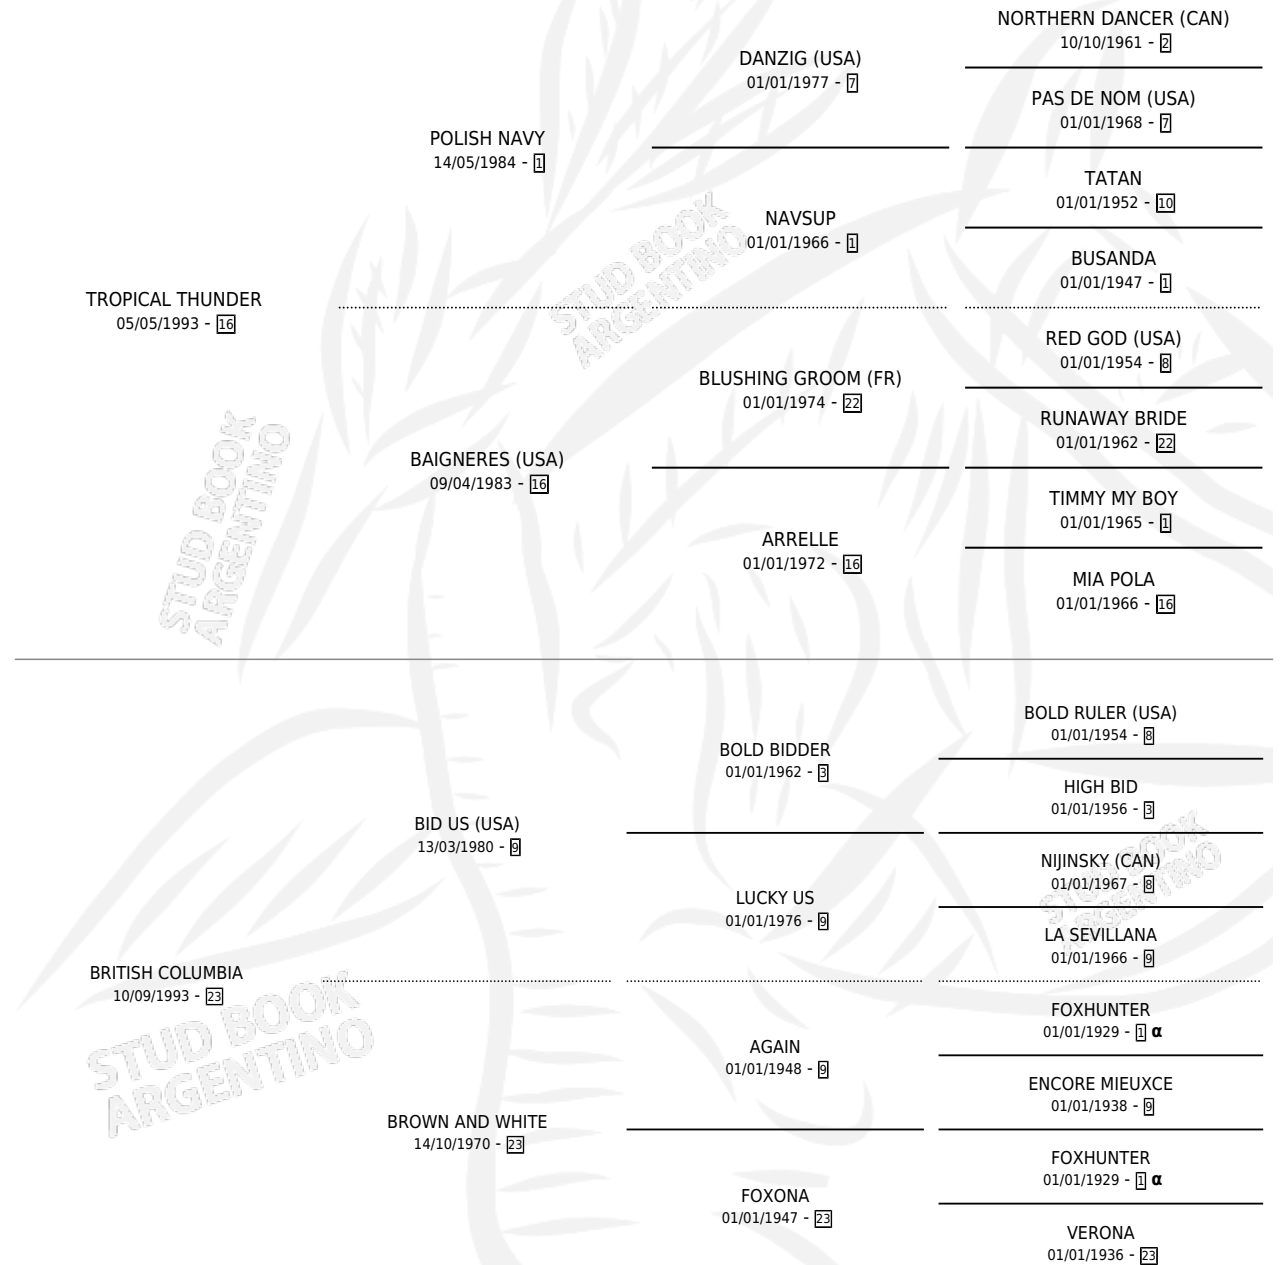 NORTHERN DANCER (CAN)
10/10/1961 - 2
DANZIG (USA)
01/01/1977 - 7
PAS DE NOM (USA)
01/01/1968 - 7
POLISH NAVY
14/05/1984 - 1
TATAN
01/01/1952 - 10
NAVSUP
01/01/1966 - 1
BUSANDA
01/01/1947 - 1
TROPICAL THUNDER
05/05/1993 - 16
RED GOD (USA)
01/01/1954 - 8
BLUSHING GROOM (FR)
01/01/1974 - 22
RUNAWAY BRIDE
01/01/1962 - 22
BAIGNERES (USA)
09/04/1983 - 16
TIMMY MY BOY
01/01/1965 - 1
ARRELLE
01/01/1972 - 16
MIA POLA
01/01/1966 - 16
BOLD RULER (USA)
01/01/1954 - 8
BOLD BIDDER
01/01/1962 - 3
HIGH BID
01/01/1956 - 3
BID US (USA)
13/03/1980 - 9
NIJINSKY (CAN)
01/01/1967 - 8
LUCKY US
01/01/1976 - 9
LA SEVILLANA
01/01/1966 - 9
BRITISH COLUMBIA
10/09/1993 - 23
FOXHUNTER
01/01/1929 - 1 α
AGAIN
01/01/1948 - 9
ENCORE MIEUXCE
01/01/1938 - 9
BROWN AND WHITE
14/10/1970 - 23
FOXHUNTER
01/01/1929 - 1 α
FOXONA
01/01/1947 - 23
VERONA
01/01/1936 - 23
STUD BOOK
ARGENTINO
STUD BOOK
ARGENTINO
STUD BOOK
ARGENTINO
STUD BOOK
ARGENTINO